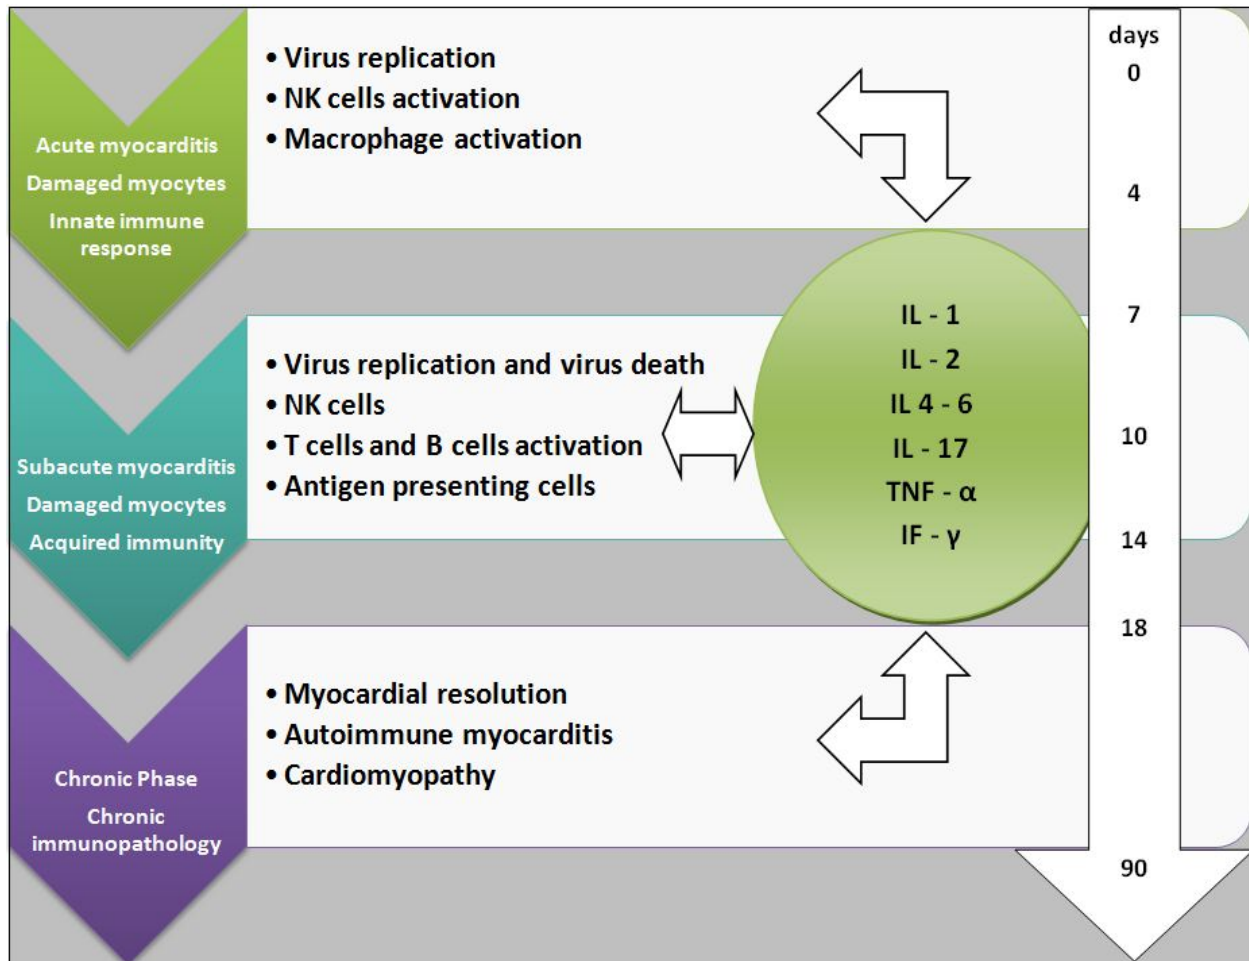 Acute myocarditis
Damaged myocytes
Innate immune
response
• Virus replication
• NK cells activation
• Macrophage activation
Subacute myocarditis
Damaged myocytes
Acquired immunity
• Virus replication and virus death
• NK cells
• T cells and B cells activation
• Antigen presenting cells
Chronic Phase
Chronic
immunopathology
• Myocardial resolution
• Autoimmune myocarditis
• Cardiomyopathy
IL - 1
IL - 2
IL 4 - 6
IL - 17
TNF - α
IF - γ
days
0
4
7
10
14
18
90